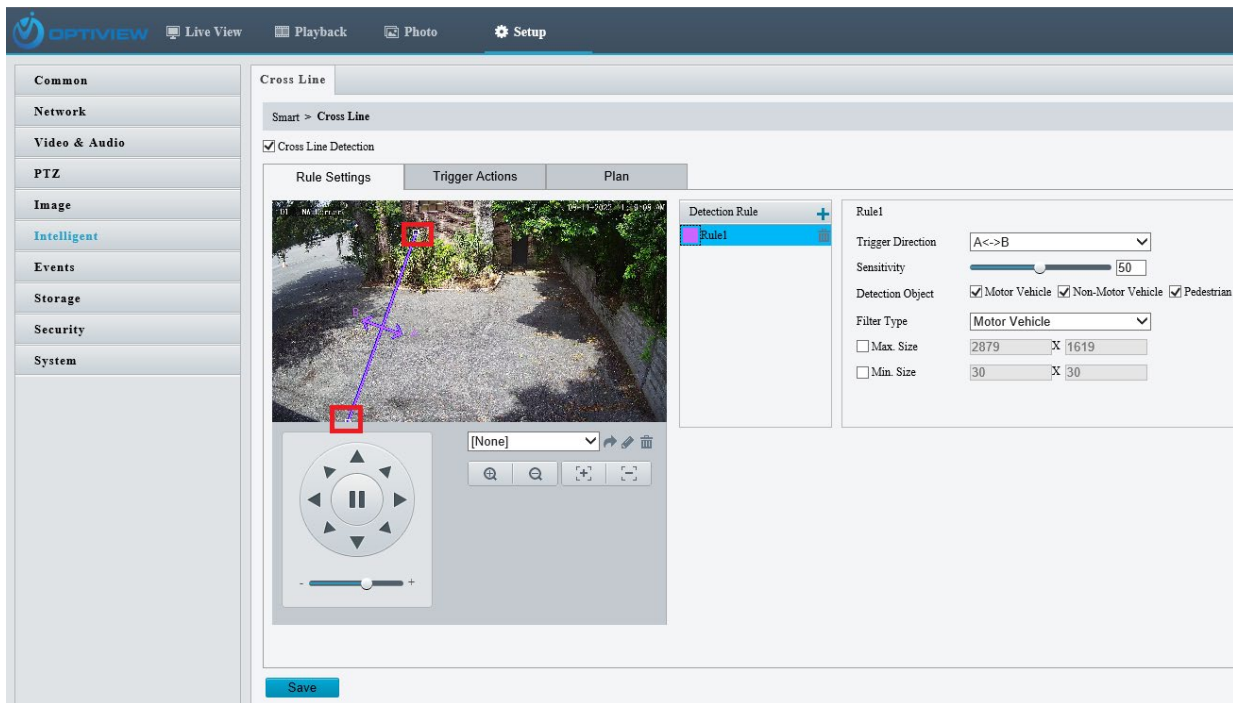 OPTIVIEW Live View Playback Photo Setup
Common
Network
Video & Audio
PTZ
Image
Intelligent
Events
Storage
Security
System
Cross Line
Smart > Cross Line
Cross Line Detection
Rule Settings Trigger Actions Plan
Detection Rule
Rule1
Rule1
Trigger Direction A<->B
Sensitivity 50
Detection Object Motor Vehicle Non-Motor Vehicle Pedestrian
Filter Type Motor Vehicle
Max. Size 2879 X 1619
Min. Size 30 X 30
[None]
- +
Save